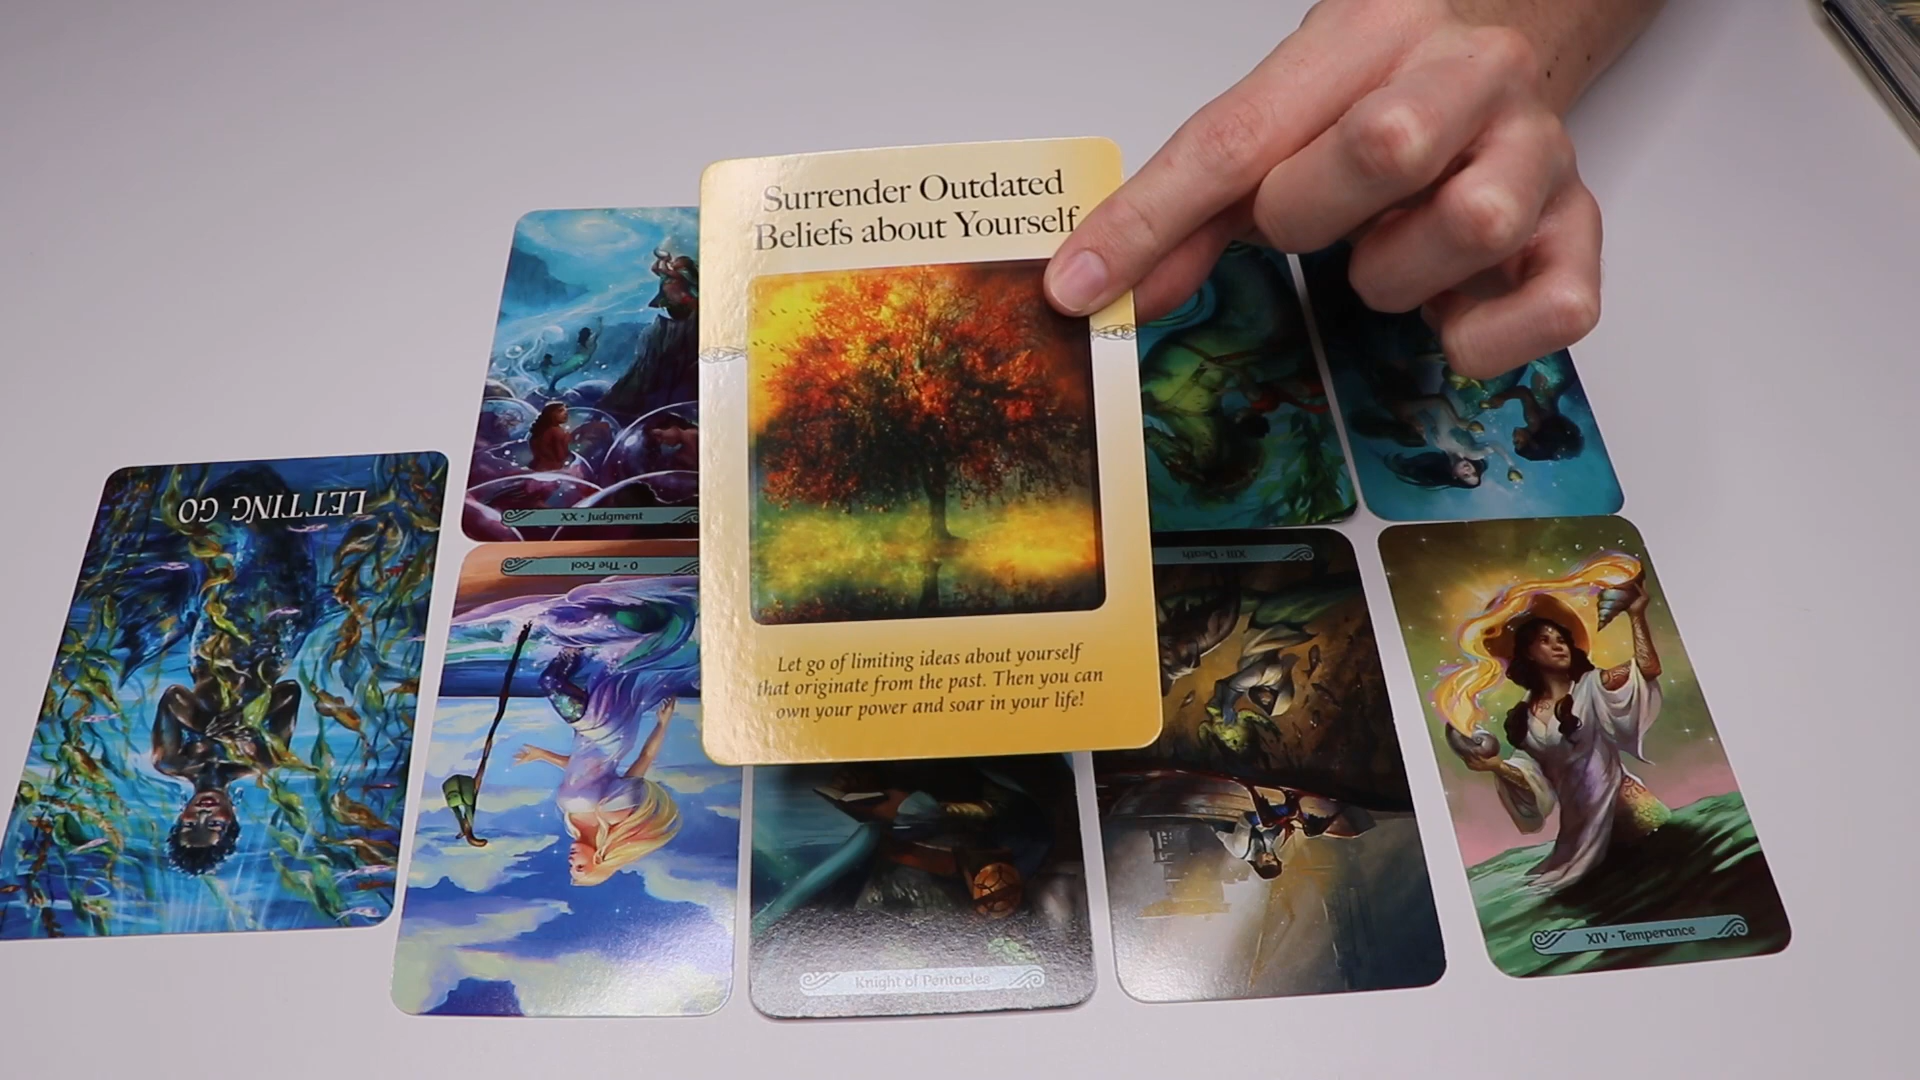 Surrender Outdated
Beliefs about Yourself
Let go of limiting ideas about yourself
that originate from the past. Then you can
own your power and soar in your life!
LETTING GO
XX • Judgment
0 • The Fool
XIII • Death
Knight of Pentacles
XIV • Temperance